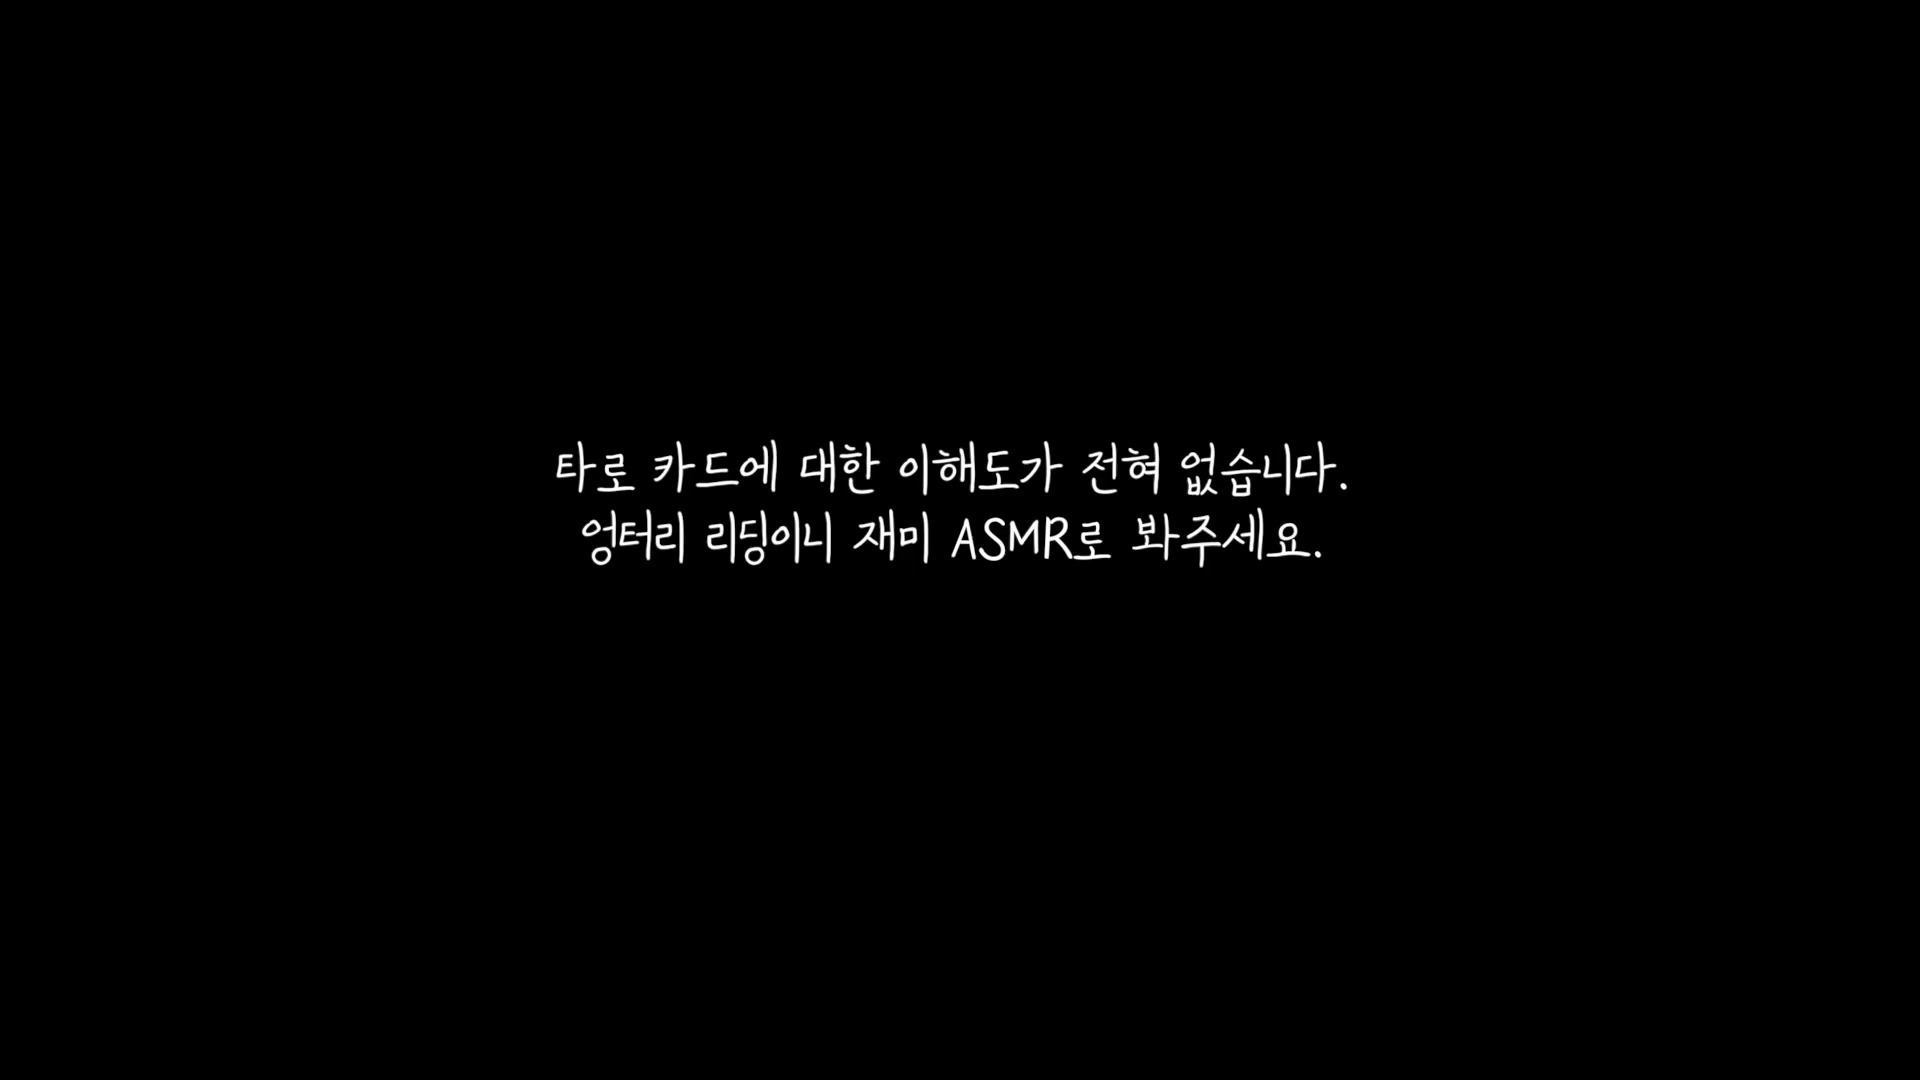 타로 카드에 대한 이해도가 전혀 없습니다.
엉터리 리딩이니 재미 ASMR로 봐주세요.